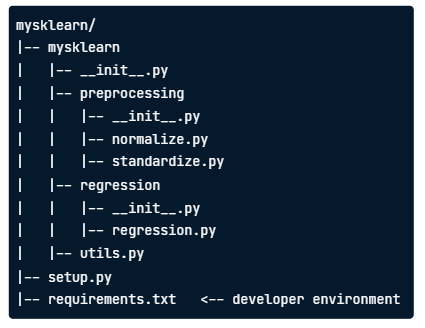 mysklearn/
|-- mysklearn
|   |-- __init__.py
|   |-- preprocessing
|   |   |-- __init__.py
|   |   |-- normalize.py
|   |   |-- standardize.py
|   |-- regression
|   |   |-- __init__.py
|   |   |-- regression.py
|   |-- utils.py
|-- setup.py
|-- requirements.txt   <-- developer environment